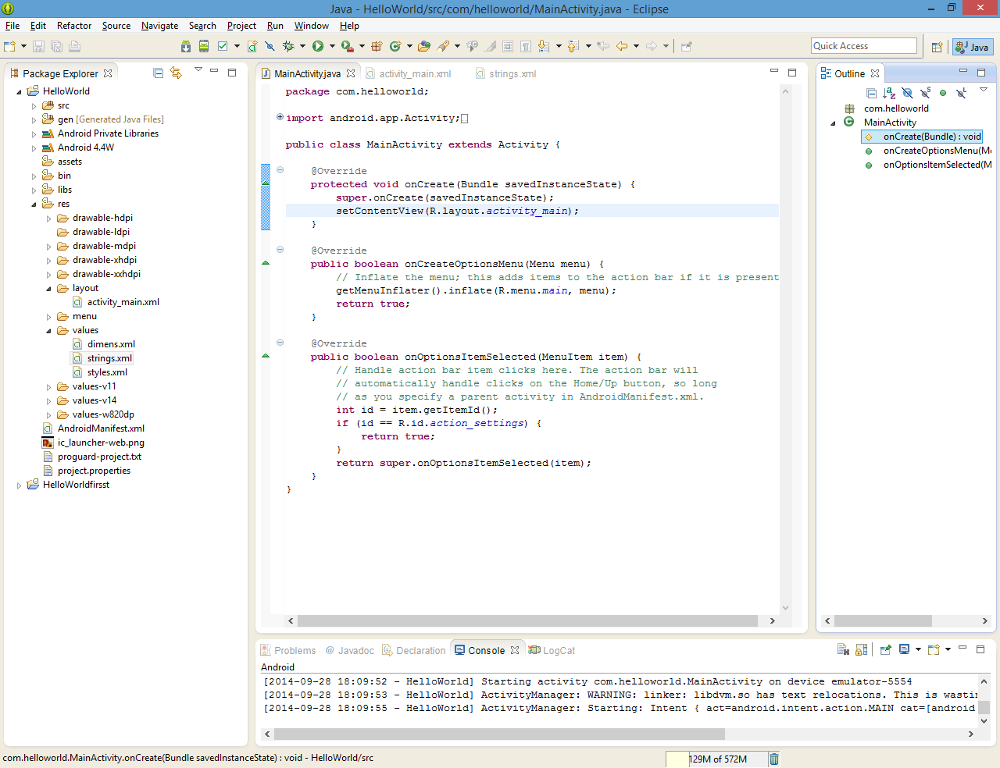 Java - HelloWorld/src/com/helloworld/MainActivity.java - Eclipse
File Edit Refactor Source Navigate Search Project Run Window Help
Quick Access
Java
Package Explorer
HelloWorld
src
gen [Generated Java Files]
Android Private Libraries
Android 4.4W
assets
bin
libs
res
drawable-hdpi
drawable-ldpi
drawable-mdpi
drawable-xhdpi
drawable-xxhdpi
layout
activity_main.xml
menu
values
dimens.xml
strings.xml
styles.xml
values-v11
values-v14
values-w820dp
AndroidManifest.xml
ic_launcher-web.png
proguard-project.txt
project.properties
HelloWorldfirsst
MainActivity.java activity_main.xml strings.xml
package com.helloworld;
import android.app.Activity;
public class MainActivity extends Activity {
@Override
protected void onCreate(Bundle savedInstanceState) {
super.onCreate(savedInstanceState);
setContentView(R.layout.activity_main);
}
@Override
public boolean onCreateOptionsMenu(Menu menu) {
// Inflate the menu; this adds items to the action bar if it is present
getMenuInflater().inflate(R.menu.main, menu);
return true;
}
@Override
public boolean onOptionsItemSelected(MenuItem item) {
// Handle action bar item clicks here. The action bar will
// automatically handle clicks on the Home/Up button, so long
// as you specify a parent activity in AndroidManifest.xml.
int id = item.getItemId();
if (id == R.id.action_settings) {
return true;
}
return super.onOptionsItemSelected(item);
}
}
Outline
com.helloworld
MainActivity
onCreate(Bundle) : void
onCreateOptionsMenu(Me
onOptionsItemSelected(M
Problems @ Javadoc Declaration Console LogCat
Android
[2014-09-28 18:09:52 - HelloWorld] Starting activity com.helloworld.MainActivity on device emulator-5554
[2014-09-28 18:09:53 - HelloWorld] ActivityManager: WARNING: linker: libdvm.so has text relocations. This is wastin
[2014-09-28 18:09:55 - HelloWorld] ActivityManager: Starting: Intent { act=android.intent.action.MAIN cat=[android
com.helloworld.MainActivity.onCreate(Bundle savedInstanceState) : void - HelloWorld/src
129M of 572M